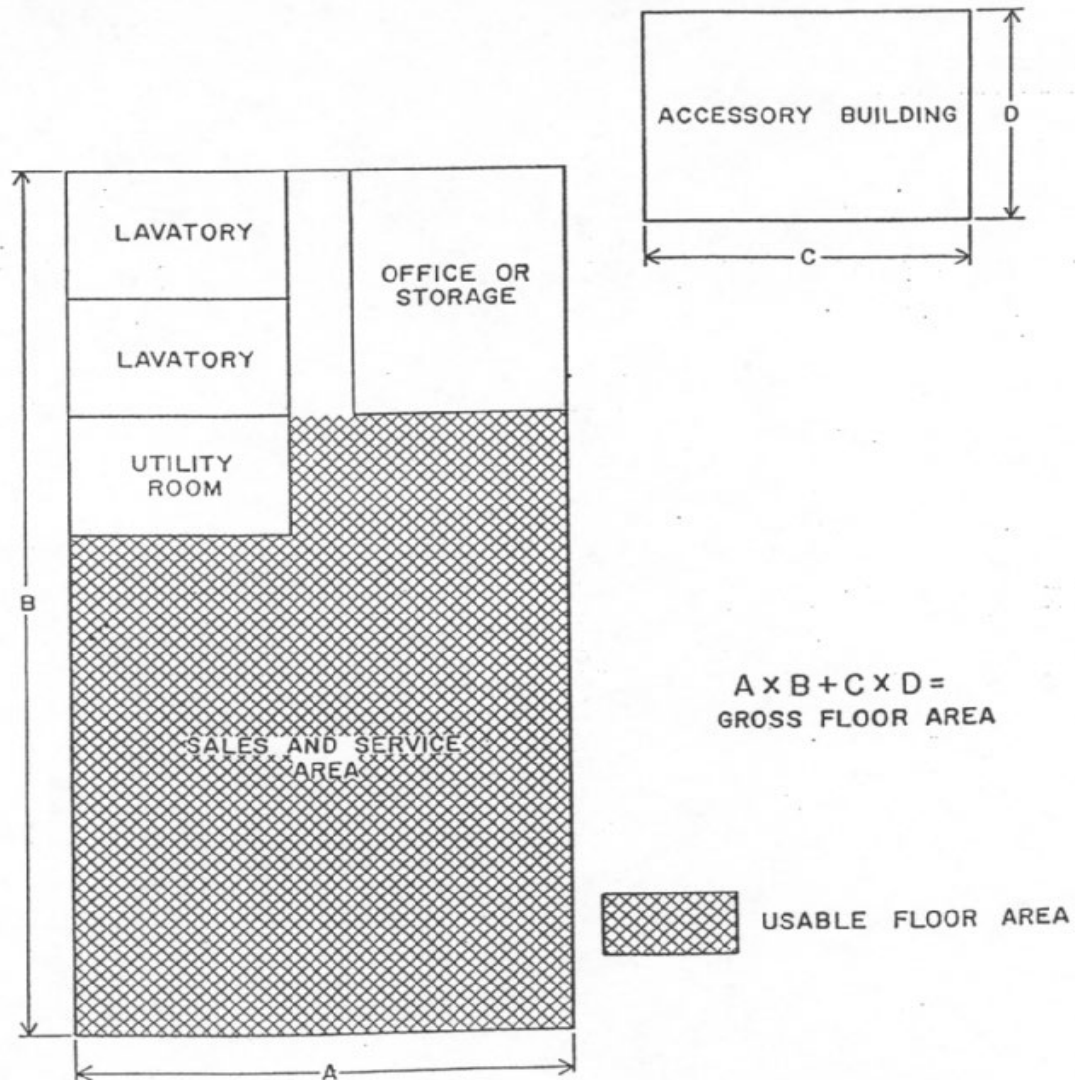 ACCESSORY BUILDING
D
C
LAVATORY
OFFICE OR
STORAGE
LAVATORY
UTILITY
ROOM
B
A X B + C X D =
GROSS FLOOR AREA
SALES AND SERVICE
AREA
USABLE FLOOR AREA
A